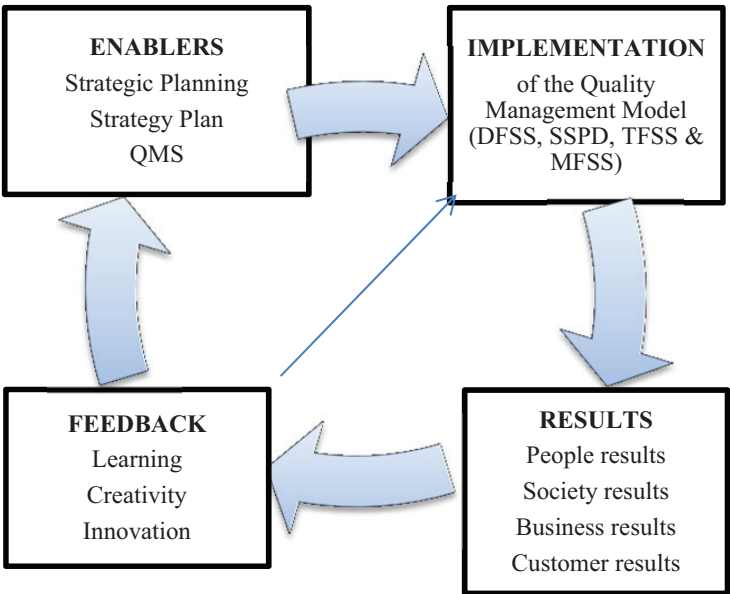 ENABLERS
Strategic Planning
Strategy Plan
QMS
IMPLEMENTATION
of the Quality
Management Model
(DFSS, SSPD, TFSS &
MFSS)
FEEDBACK
Learning
Creativity
Innovation
RESULTS
People results
Society results
Business results
Customer results